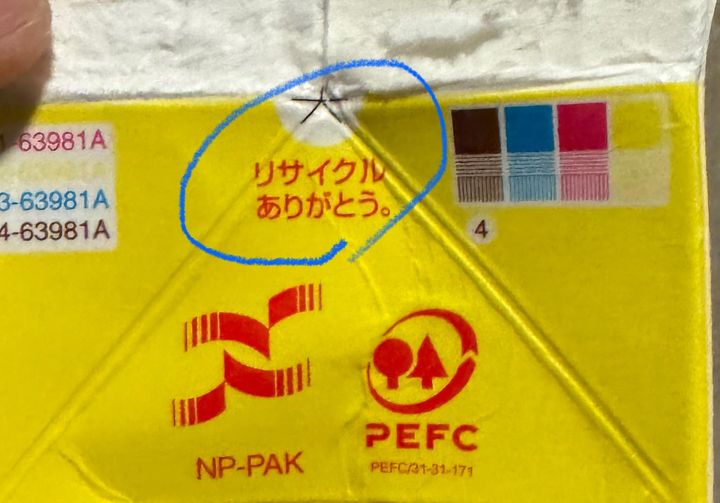 -63981A
リサイクル
ありがとう。
3-63981A
4-63981A
4
NP-PAK
PEFC
PEFC/31-31-171